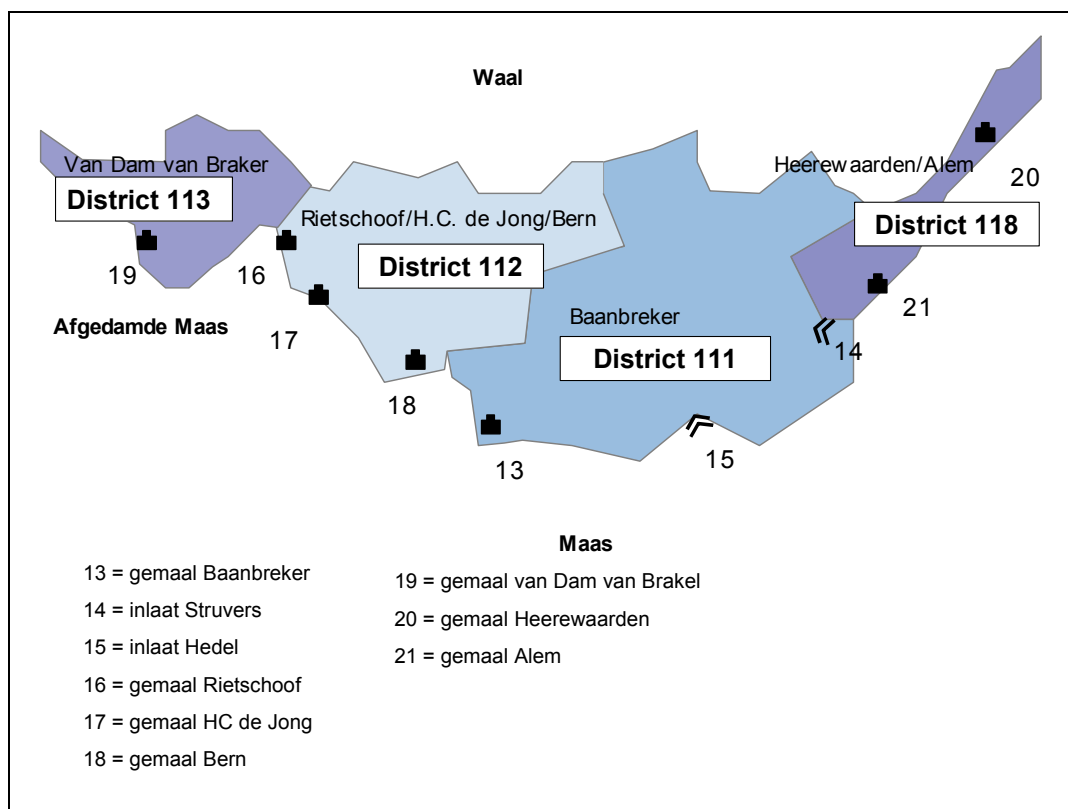 Waal
Van Dam van Braker
Heerewaarden/Alem
20
District 113
Rietschoof/H.C. de Jong/Bern
District 118
19
16
District 112
21
Afgedamde Maas
17
Baanbreker
14
District 111
18
13
15
Maas
13 = gemaal Baanbreker
14 = inlaat Struvers
15 = inlaat Hedel
16 = gemaal Rietschoof
17 = gemaal HC de Jong
18 = gemaal Bern
19 = gemaal van Dam van Brakel
20 = gemaal Heerewaarden
21 = gemaal Alem